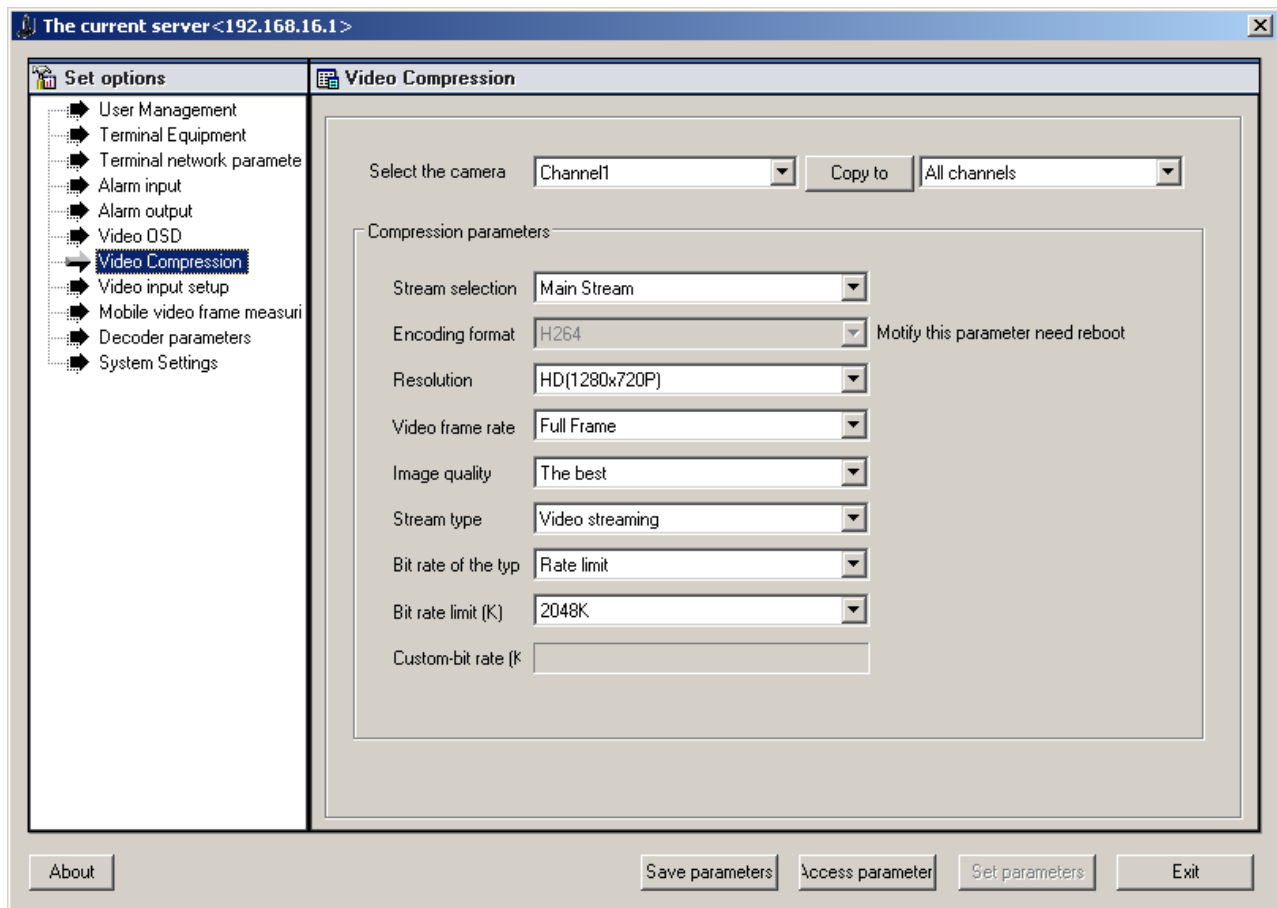 The current server<192.168.16.1>
Set options
User Management
Terminal Equipment
Terminal network paramete
Alarm input
Alarm output
Video OSD
Video Compression
Video input setup
Mobile video frame measuri
Decoder parameters
System Settings
Video Compression
Select the camera Channel1 Copy to All channels
Compression parameters
Stream selection Main Stream
Encoding format H264 Motify this parameter need reboot
Resolution HD(1280x720P)
Video frame rate Full Frame
Image quality The best
Stream type Video streaming
Bit rate of the typ Rate limit
Bit rate limit (K) 2048K
Custom-bit rate (K
About Save parameters Access parameter Set parameters Exit